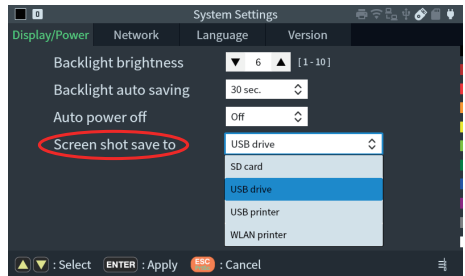 0 System Settings
Display/Power Network Language Version
Backlight brightness ▼ 6 ▲ [1-10]
Backlight auto saving 30 sec.
Auto power off Off
Screen shot save to USB drive
SD card
USB drive
USB printer
WLAN printer
▲▼ : Select ENTER : Apply ESC : Cancel